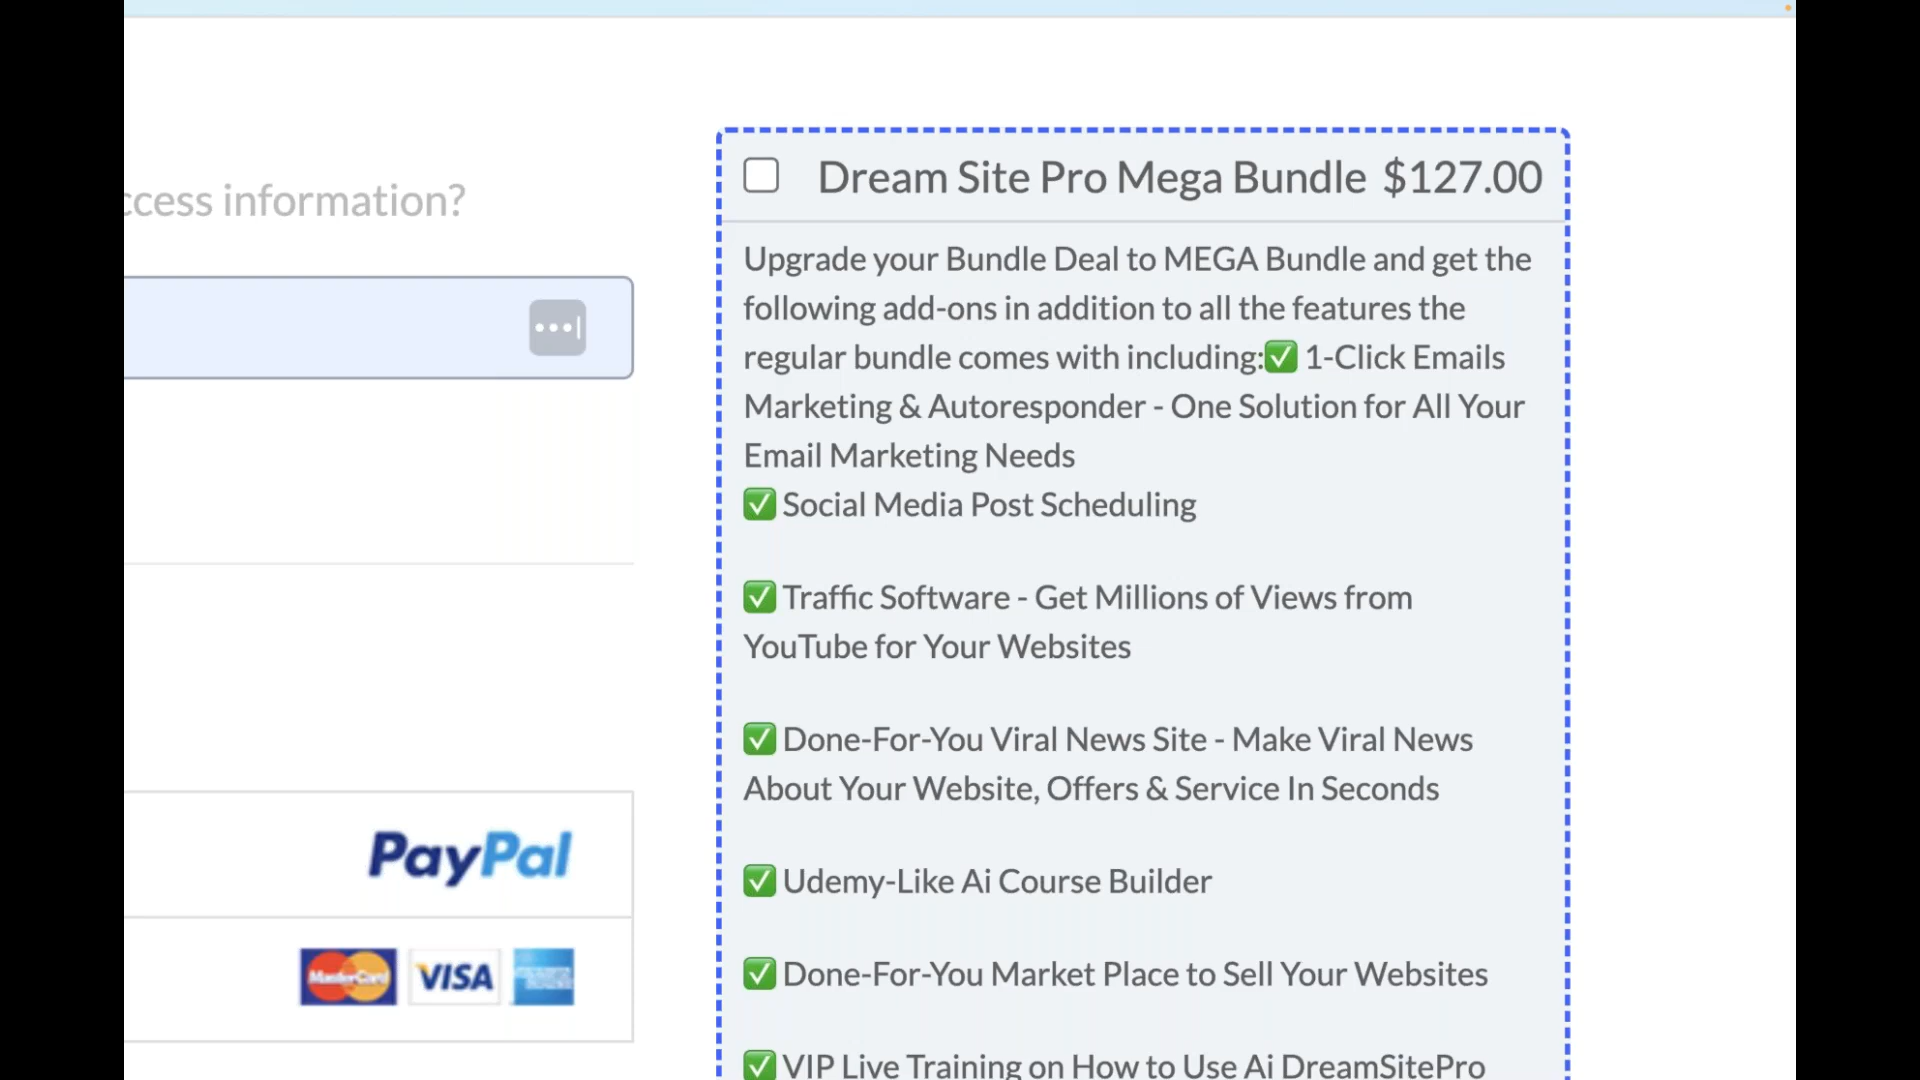 ccess information?
PayPal
MasterCard VISA
Dream Site Pro Mega Bundle $127.00
Upgrade your Bundle Deal to MEGA Bundle and get the
following add-ons in addition to all the features the
regular bundle comes with including:✅ 1-Click Emails
Marketing & Autoresponder - One Solution for All Your
Email Marketing Needs
✅ Social Media Post Scheduling
✅ Traffic Software - Get Millions of Views from
YouTube for Your Websites
✅ Done-For-You Viral News Site - Make Viral News
About Your Website, Offers & Service In Seconds
✅ Udemy-Like Ai Course Builder
✅ Done-For-You Market Place to Sell Your Websites
✅ VIP Live Training on How to Use Ai DreamSitePro